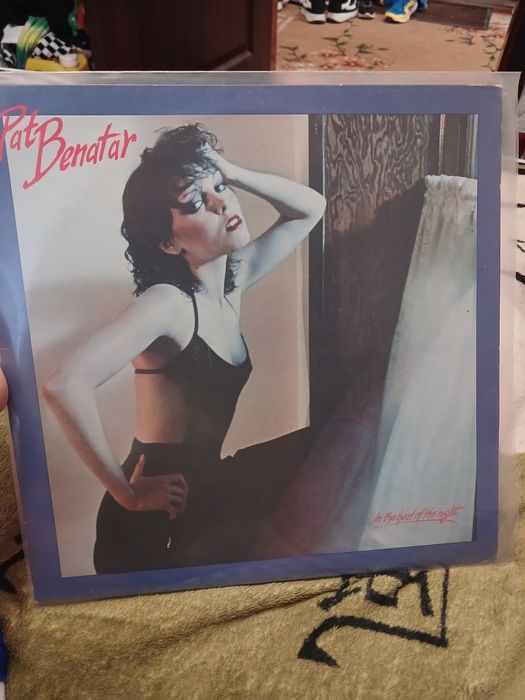 Pat
Benatar
In the heat of the night